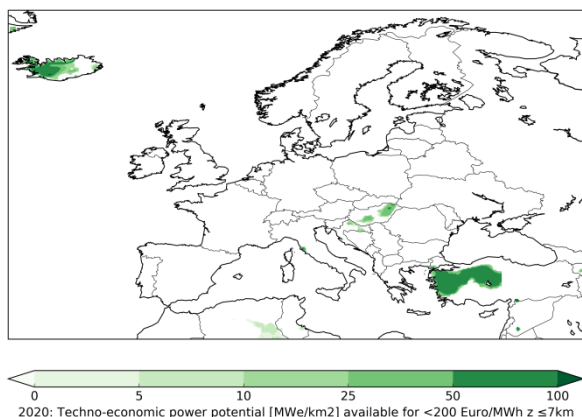 0 5 10 25 50 100
2020: Techno-economic power potential [MWe/km2] available for <200 Euro/MWh z ≤7km